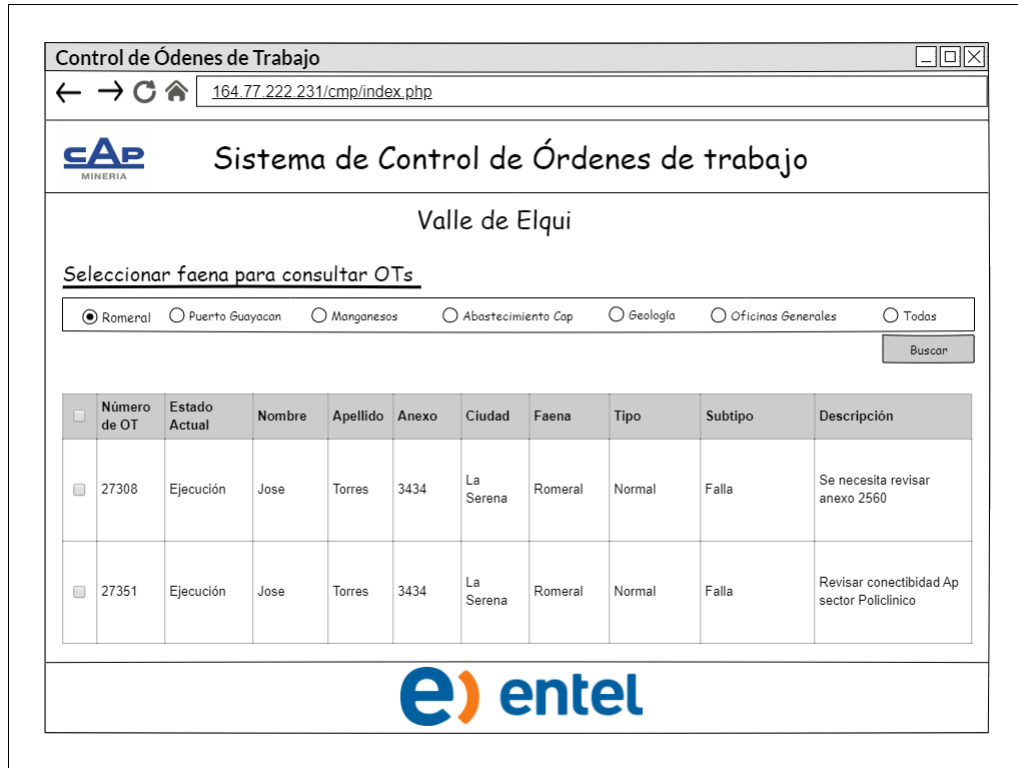 Control de Ódenes de Trabajo
164.77.222.231/cmp/index.php
CAP
MINERIA
Sistema de Control de Órdenes de trabajo
Valle de Elqui
Seleccionar faena para consultar OTs
Romeral Puerto Guayacan Manganesos Abastecimiento Cap Geología Oficinas Generales Todas
Buscar
Número de OT Estado Actual Nombre Apellido Anexo Ciudad Faena Tipo Subtipo Descripción
27308 Ejecución Jose Torres 3434 La Serena Romeral Normal Falla Se necesita revisar anexo 2560
27351 Ejecución Jose Torres 3434 La Serena Romeral Normal Falla Revisar conectibidad Ap sector Policlinico
e) entel